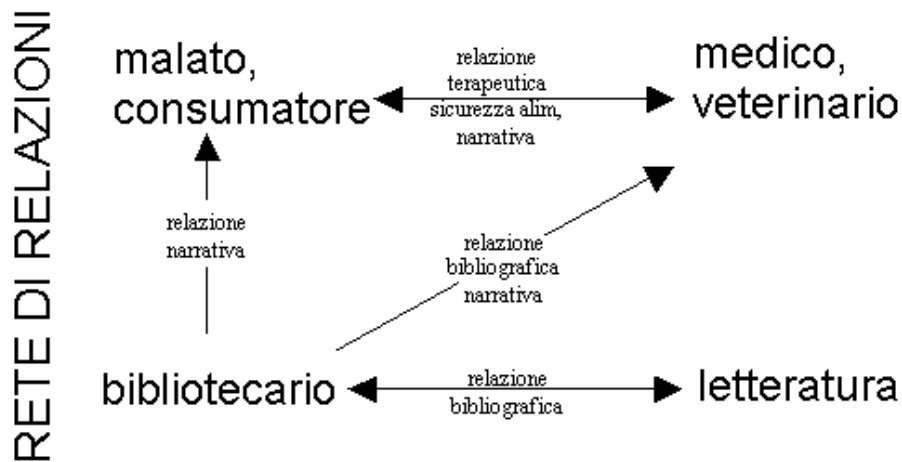 RETE DI RELAZIONI
malato,
consumatore
relazione
terapeutica
sicurezza alim,
narrativa
medico,
veterinario
relazione
narrativa
relazione
bibliografica
narrativa
bibliotecario
relazione
bibliografica
letteratura